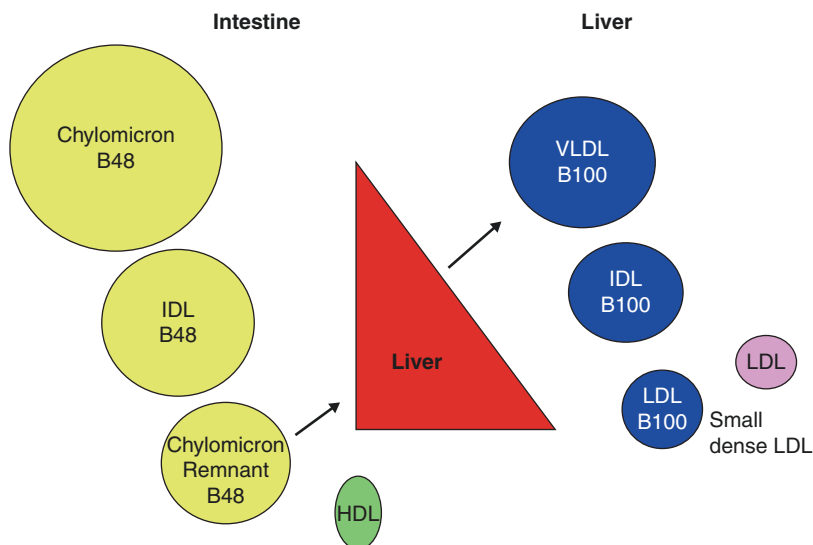 Intestine
Liver
Chylomicron
B48
IDL
B48
Chylomicron
Remnant
B48
HDL
Liver
VLDL
B100
IDL
B100
LDL
B100
LDL
Small
dense LDL